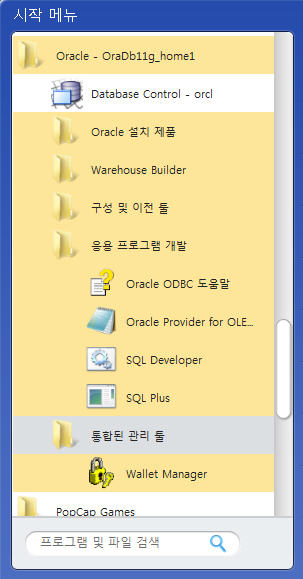 시작 메뉴
Oracle - OraDb11g_home1
Database Control - orcl
Oracle 설치 제품
Warehouse Builder
구성 및 이전 툴
응용 프로그램 개발
Oracle ODBC 도움말
Oracle Provider for OLE...
SQL Developer
SQL Plus
통합된 관리 툴
Wallet Manager
PopCap Games
프로그램 및 파일 검색